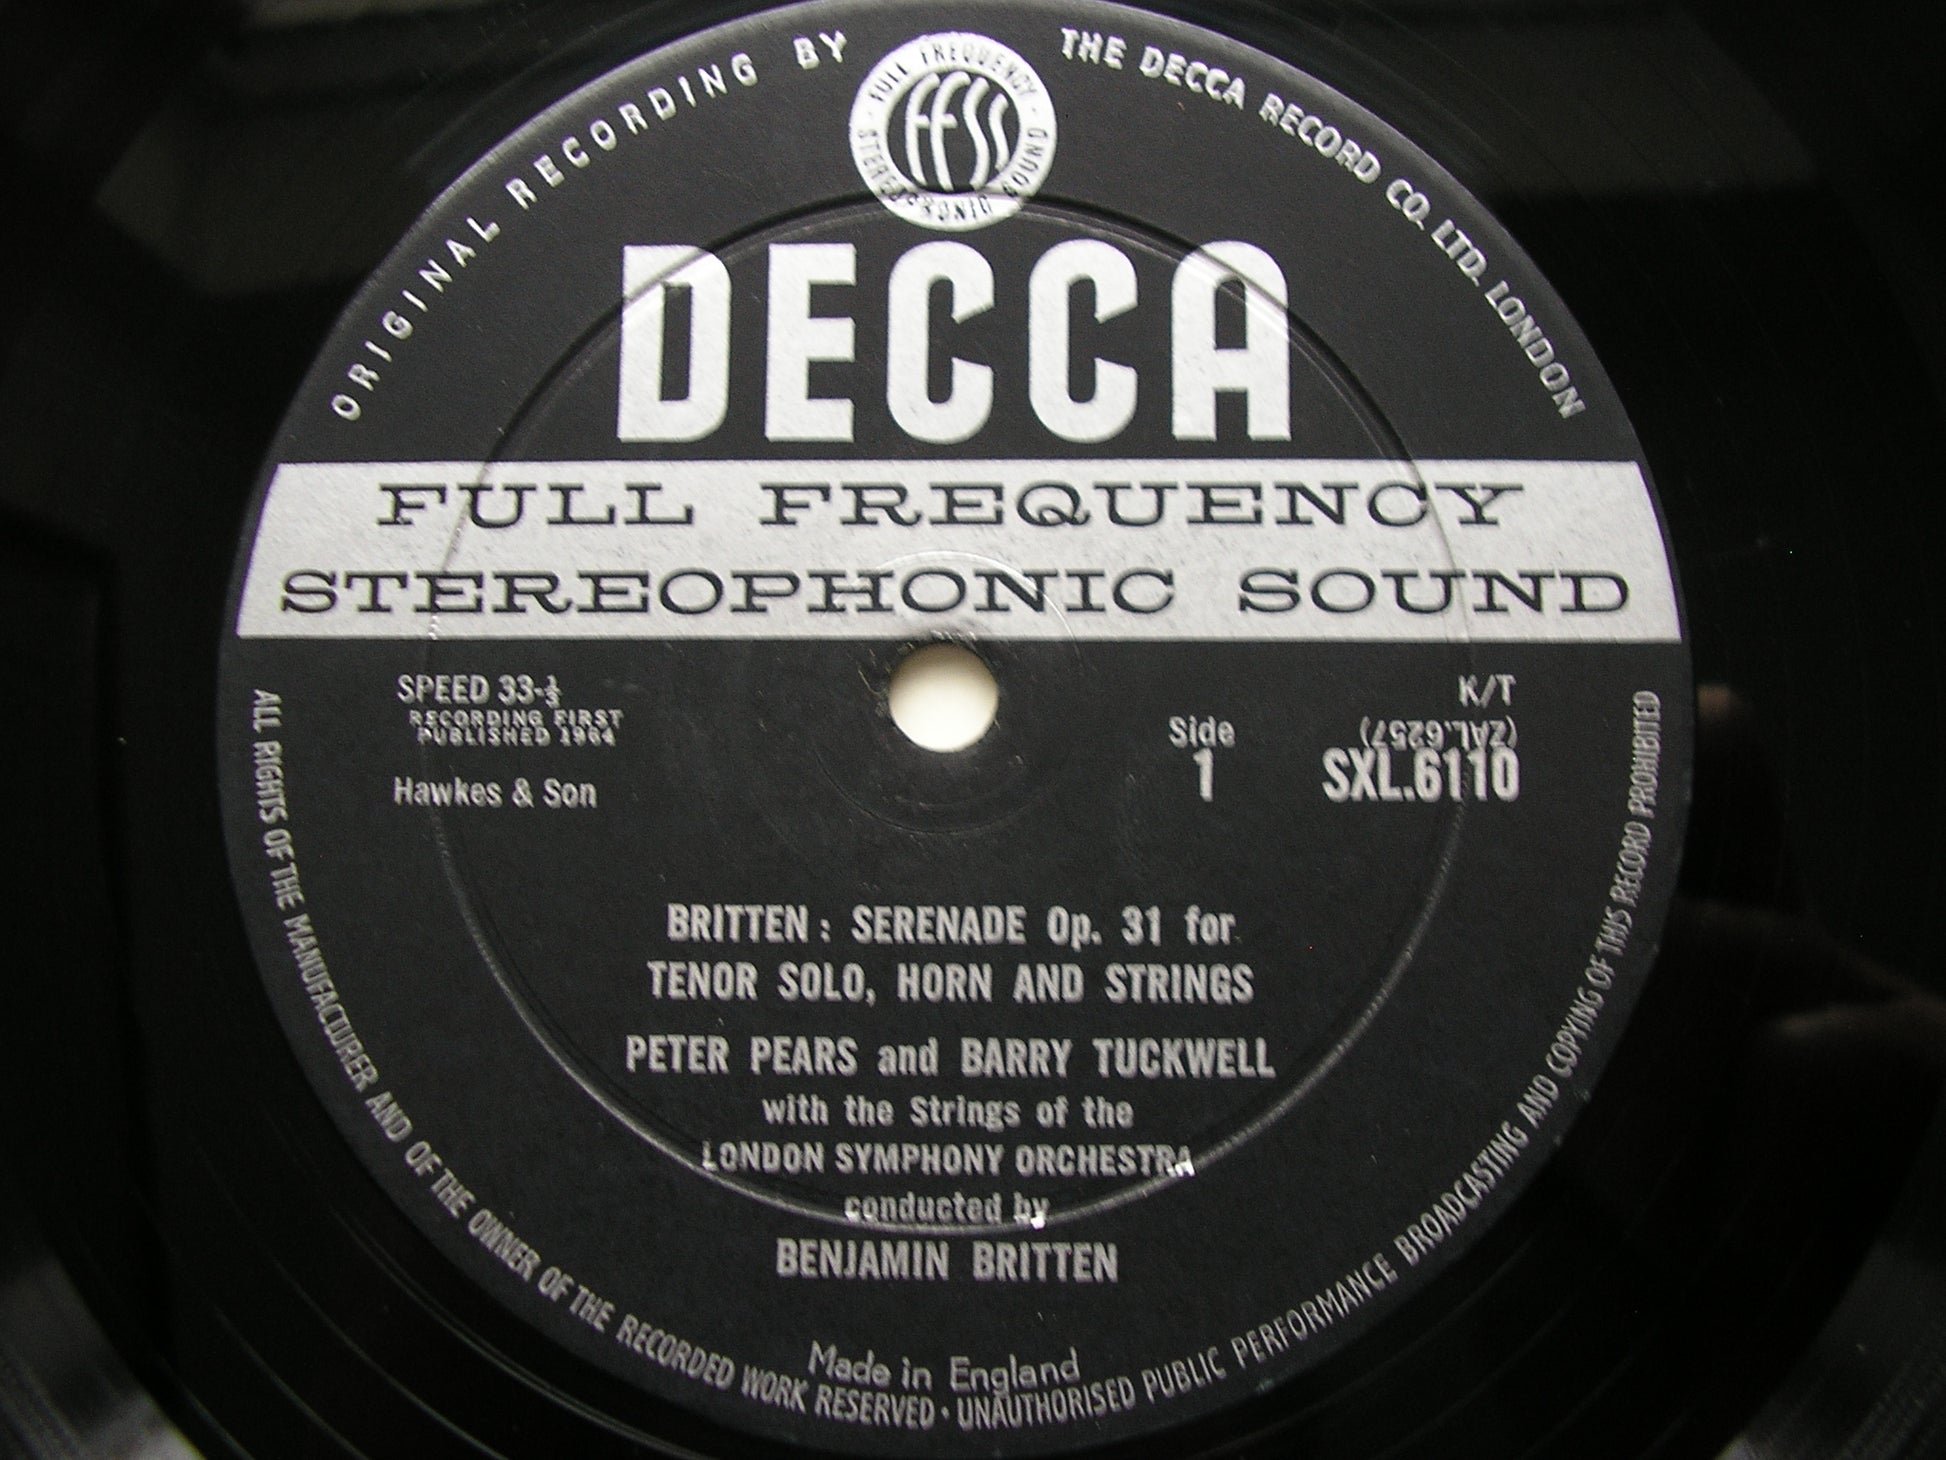 ORIGINAL RECORDING BY
THE DECCA RECORD CO. LTD. LONDON
FULL FREQUENCY
STEREOPHONIC SOUND
FFSS
DECCA
FULL FREQUENCY
STEREOPHONIC SOUND
SPEED 33-⅓
RECORDING FIRST
PUBLISHED 1964
Hawkes & Son
K/T
(ZAL.6257)
Side
1
SXL.6110
BRITTEN : SERENADE Op. 31 for
TENOR SOLO, HORN AND STRINGS
PETER PEARS and BARRY TUCKWELL
with the Strings of the
LONDON SYMPHONY ORCHESTRA
conducted by
BENJAMIN BRITTEN
Made in England
ALL RIGHTS OF THE MANUFACTURER AND OF THE OWNER OF THE RECORDED WORK RESERVED · UNAUTHORISED PUBLIC PERFORMANCE BROADCASTING AND COPYING OF THIS RECORD PROHIBITED